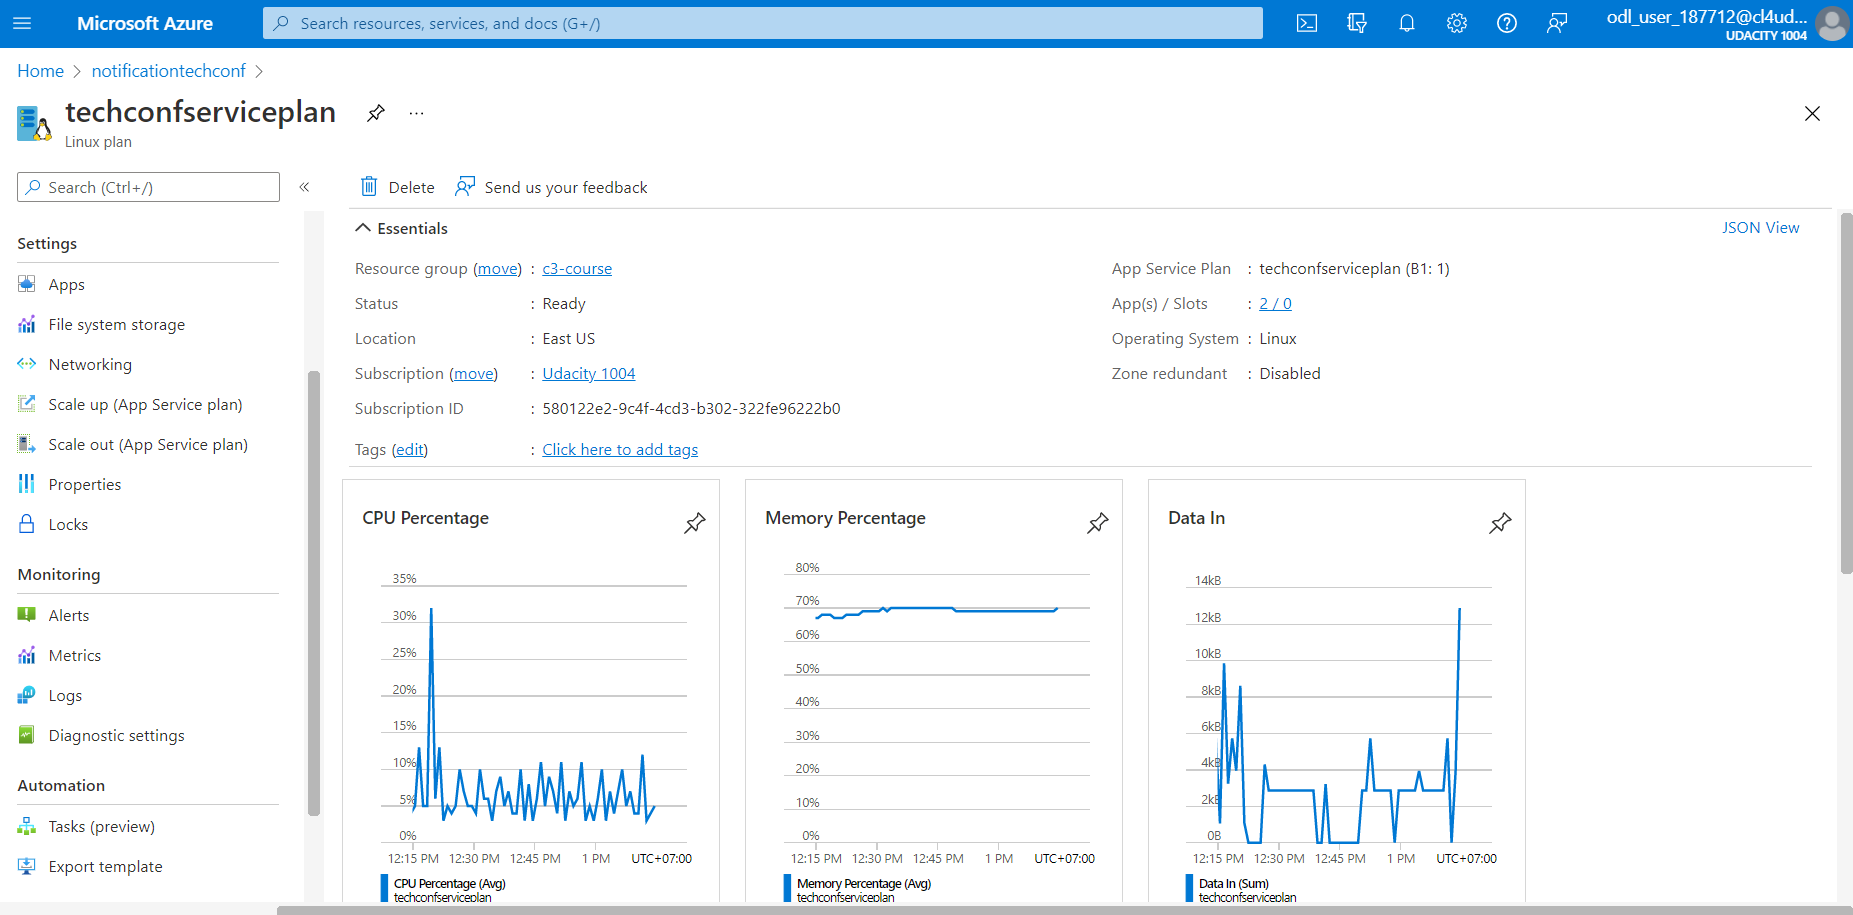 Microsoft Azure
Search resources, services, and docs (G+/)
odl_user_187712@cl4ud...
UDACITY 1004
Home > notificationtechconf >
techconfserviceplan
...
Linux plan
Search (Ctrl+/)
«
Delete
Send us your feedback
Settings
Apps
File system storage
Networking
Scale up (App Service plan)
Scale out (App Service plan)
Properties
Locks
Monitoring
Alerts
Metrics
Logs
Diagnostic settings
Automation
Tasks (preview)
Export template
Essentials
JSON View
Resource group (move) : c3-course
Status : Ready
Location : East US
Subscription (move) : Udacity 1004
Subscription ID : 580122e2-9c4f-4cd3-b302-322fe96222b0
Tags (edit) : Click here to add tags
App Service Plan : techconfserviceplan (B1: 1)
App(s) / Slots : 2 / 0
Operating System : Linux
Zone redundant : Disabled
CPU Percentage
35%
30%
25%
20%
15%
10%
5%
0%
12:15 PM 12:30 PM 12:45 PM 1 PM UTC+07:00
CPU Percentage (Avg)
techconfserviceplan
Memory Percentage
80%
70%
60%
50%
40%
30%
20%
10%
0%
12:15 PM 12:30 PM 12:45 PM 1 PM UTC+07:00
Memory Percentage (Avg)
techconfserviceplan
Data In
14kB
12kB
10kB
8kB
6kB
4kB
2kB
0B
12:15 PM 12:30 PM 12:45 PM 1 PM UTC+07:00
Data In (Sum)
techconfserviceplan